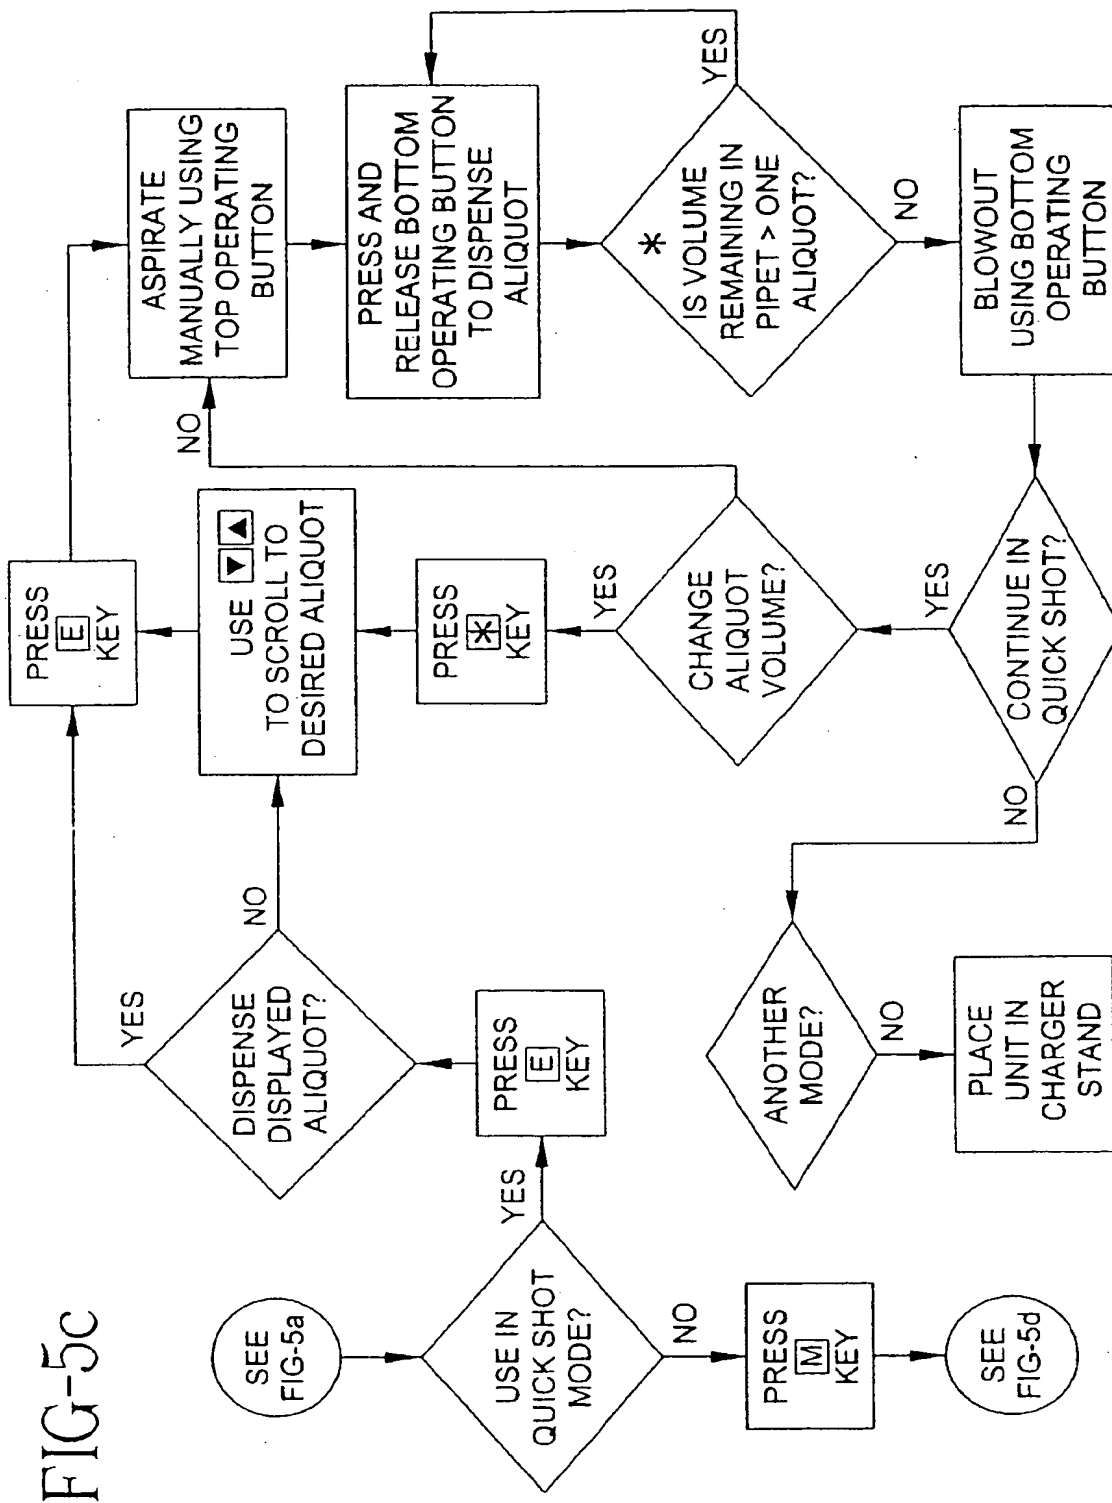 FIG-5c
SEE
FIG-5a
USE IN
QUICK SHOT
MODE?
NO
PRESS
M
KEY
SEE
FIG-5d
YES
PRESS
E
KEY
DISPENSE
DISPLAYED
ALIQUOT?
YES
NO
PRESS
E
KEY
USE ▼▲
TO SCROLL TO
DESIRED ALIQUOT
PRESS
*
KEY
YES
CHANGE
ALIQUOT
VOLUME?
NO
YES
CONTINUE IN
QUICK SHOT?
NO
ANOTHER
MODE?
NO
PLACE
UNIT IN
CHARGER
STAND
ASPIRATE
MANUALLY USING
TOP OPERATING
BUTTON
PRESS AND
RELEASE BOTTOM
OPERATING BUTTON
TO DISPENSE
ALIQUOT
*
IS VOLUME
REMAINING IN
PIPET > ONE
ALIQUOT?
YES
NO
BLOWOUT
USING BOTTOM
OPERATING
BUTTON